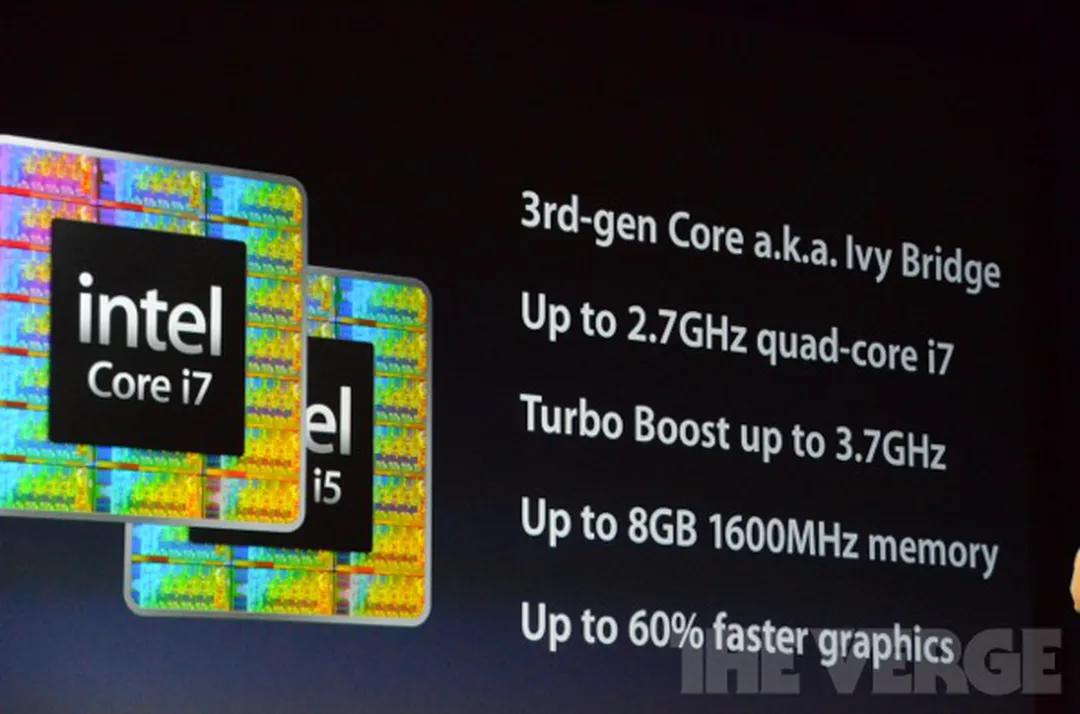 intel
Core i7
el
i5
3rd-gen Core a.k.a. Ivy Bridge
Up to 2.7GHz quad-core i7
Turbo Boost up to 3.7GHz
Up to 8GB 1600MHz memory
Up to 60% faster graphics
THE VERGE